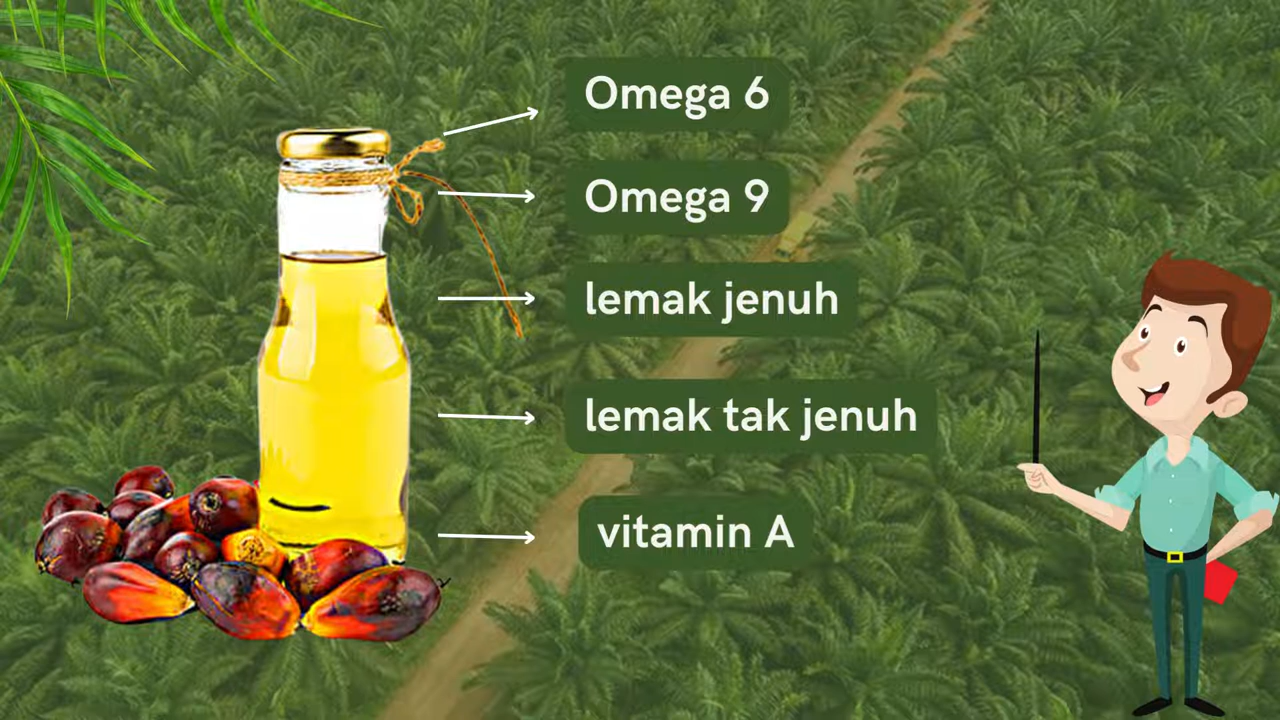 Omega 6
Omega 9
lemak jenuh
lemak tak jenuh
vitamin A